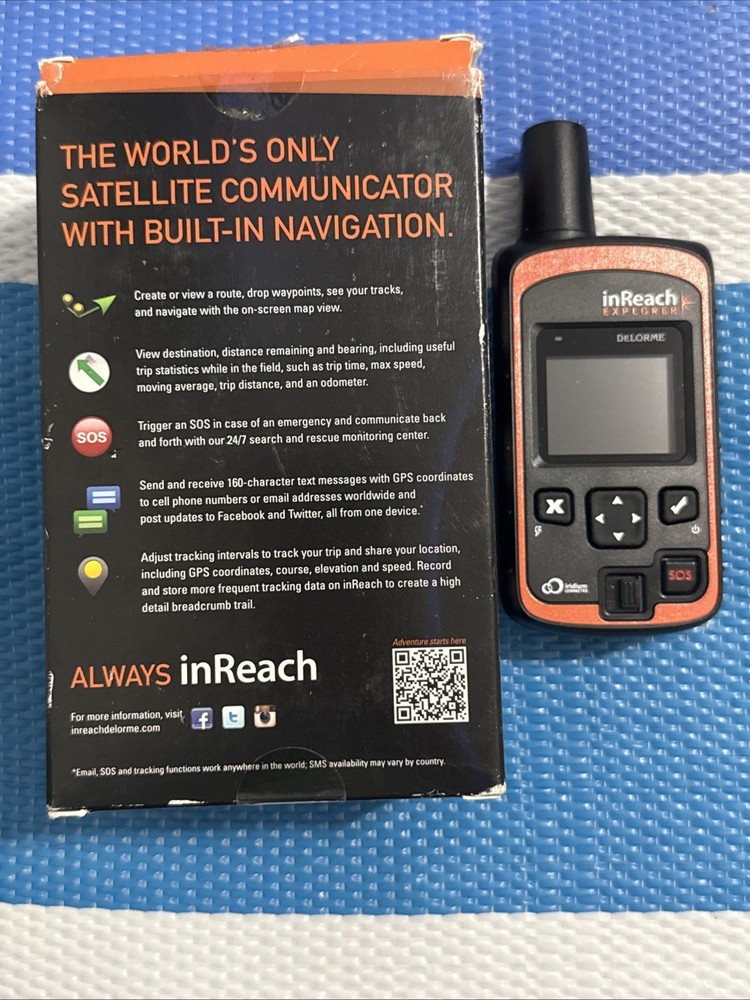 THE WORLD'S ONLY
SATELLITE COMMUNICATOR
WITH BUILT-IN NAVIGATION.
Create or view a route, drop waypoints, see your tracks,
and navigate with the on-screen map view.
View destination, distance remaining and bearing, including useful
trip statistics while in the field, such as trip time, max speed,
moving average, trip distance, and an odometer.
SOS
Trigger an SOS in case of an emergency and communicate back
and forth with our 24/7 search and rescue monitoring center.
Send and receive 160-character text messages with GPS coordinates
to cell phone numbers or email addresses worldwide and
post updates to Facebook and Twitter, all from one device.*
Adjust tracking intervals to track your trip and share your location,
including GPS coordinates, course, elevation and speed. Record
and store more frequent tracking data on inReach to create a high
detail breadcrumb trail.
ALWAYS inReach
Adventure starts here
For more information, visit
inreachdelorme.com
*Email, SOS and tracking functions work anywhere in the world; SMS availability may vary by country.
inReach
EXPLORER
DELORME
iridium
CONNECTED
SOS